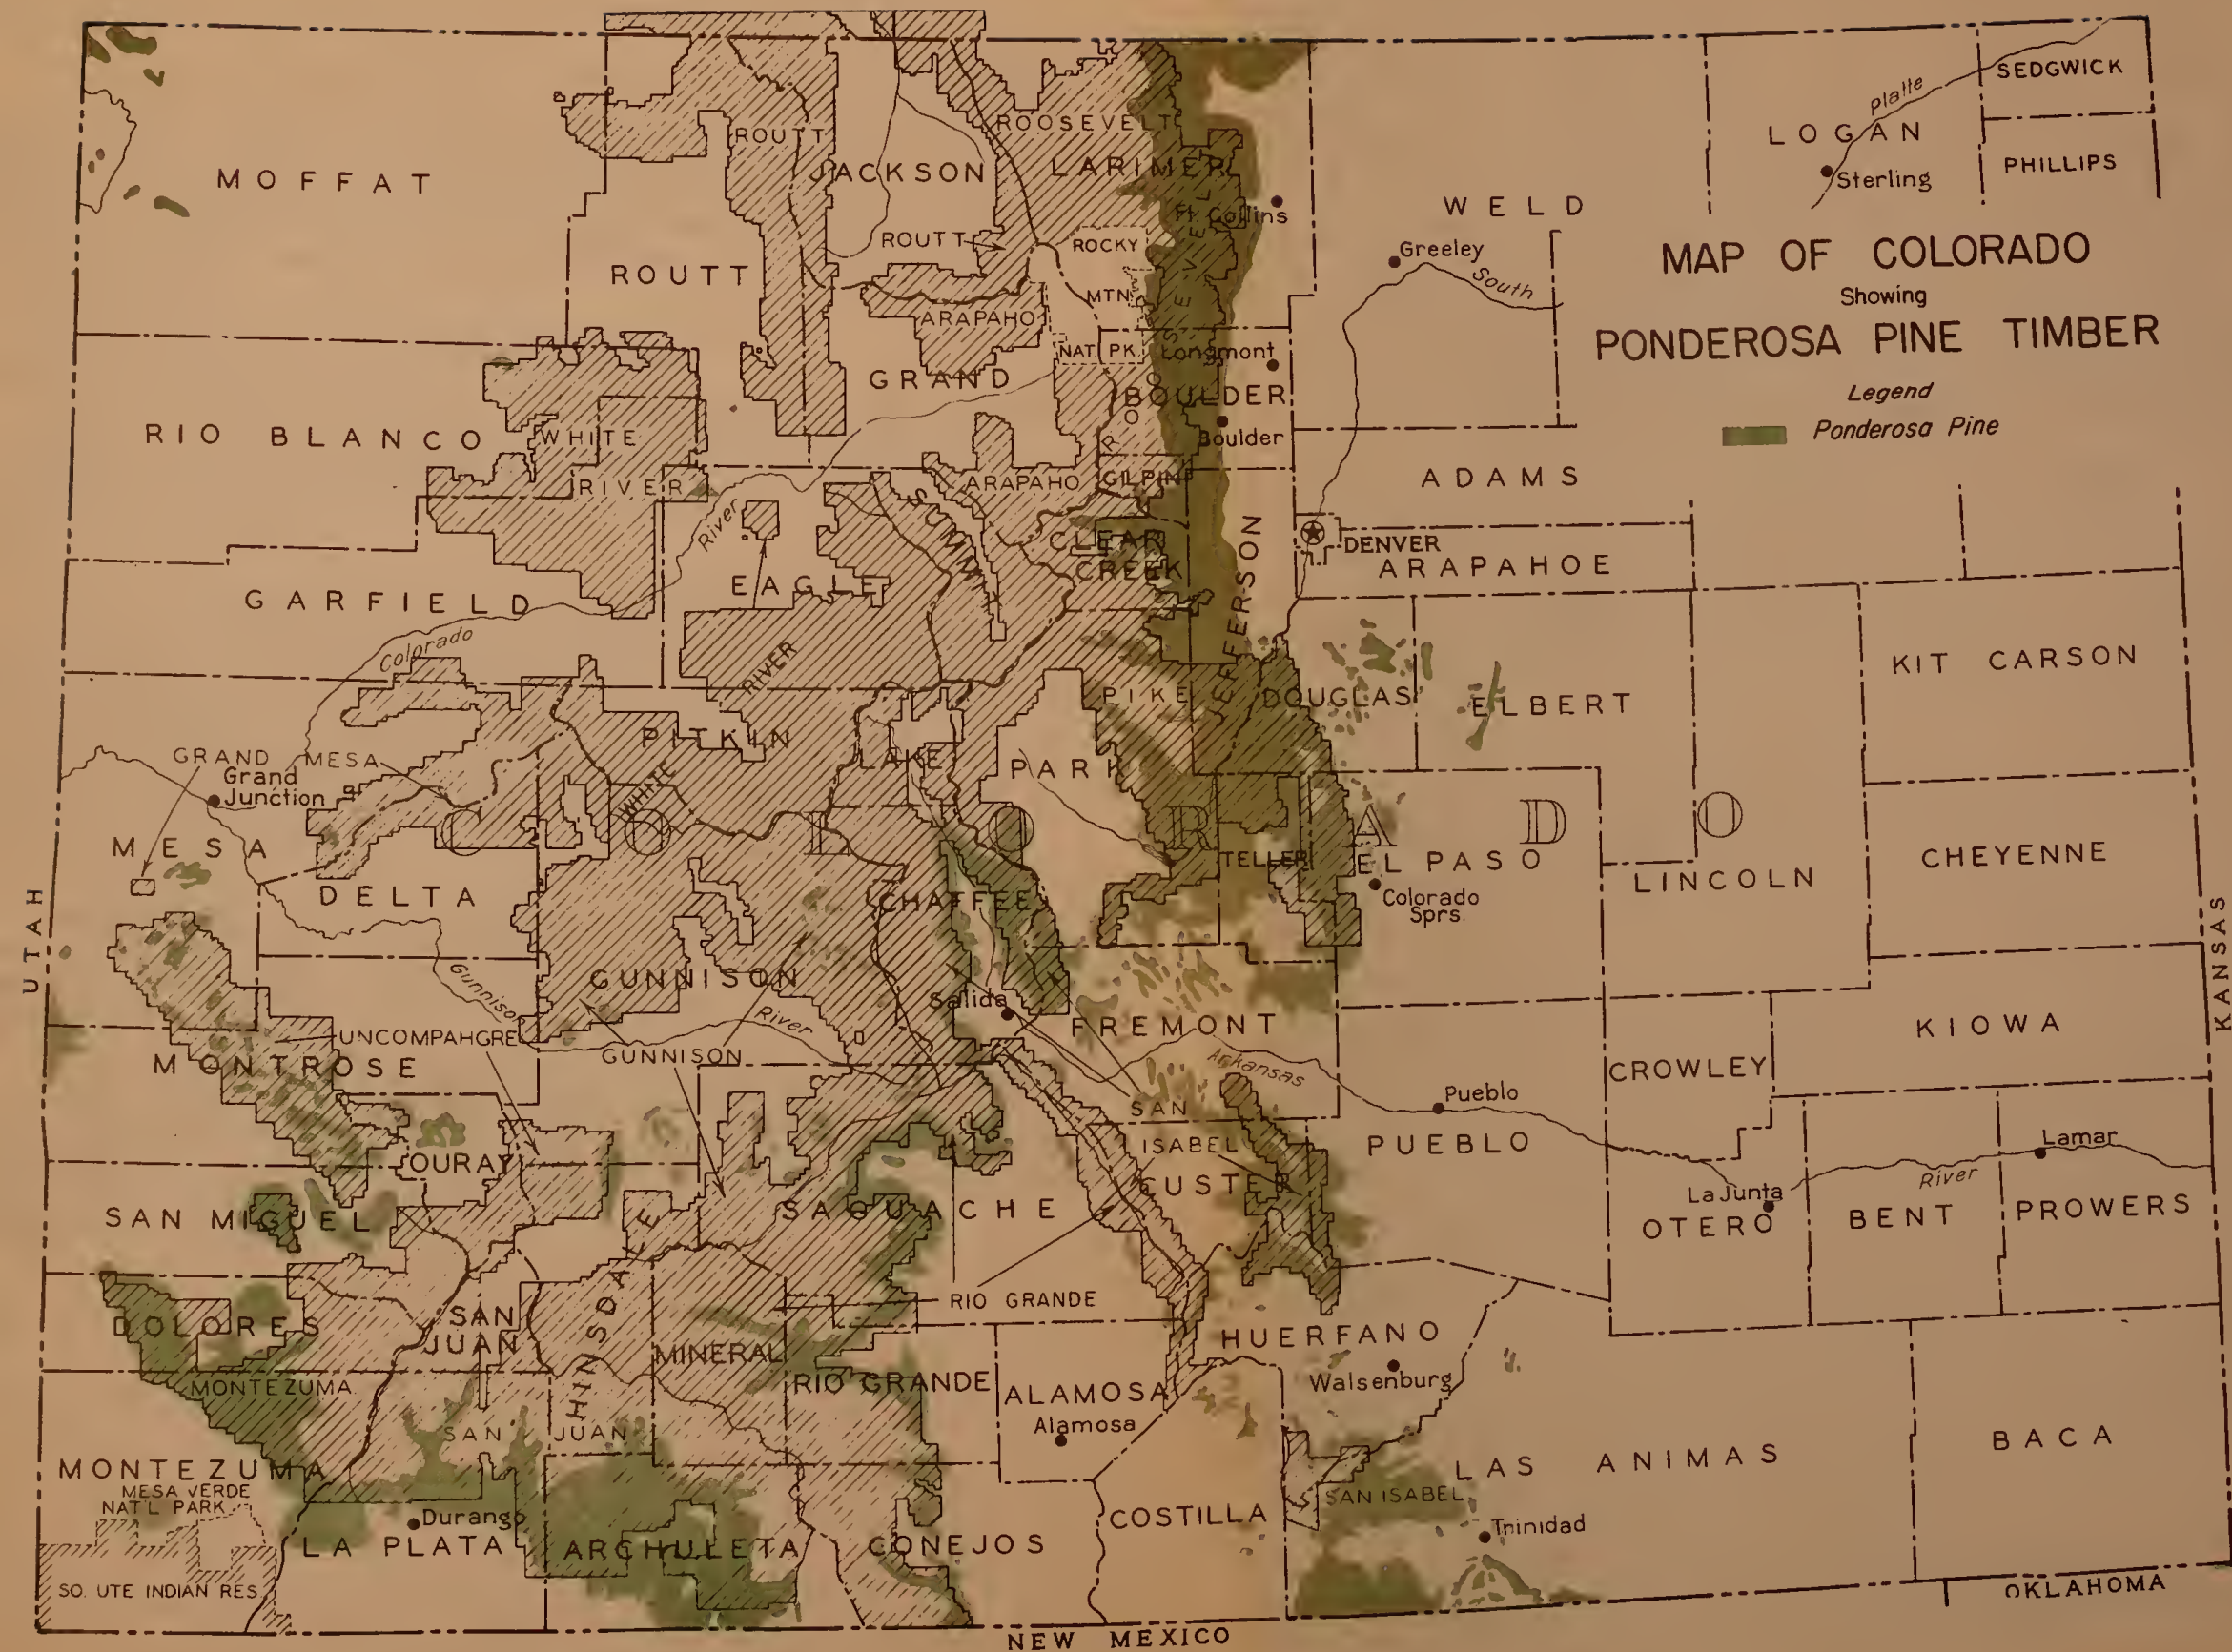 MAP OF COLORADO
Showing
PONDEROSA PINE TIMBER
Legend
Ponderosa Pine
SEDGWICK
platte
LOGAN
Sterling
PHILLIPS
MOFFAT
ROUTT
JACKSON
ROOSEVELT
LARIMER
Ft. Collins
WELD
Greeley
South
ROUTT
ROUTT
ROCKY
MTN.
NAT. PK.
ARAPAHO
ROOSEVELT
Longmont
GRAND
BOULDER
Boulder
RIO BLANCO
WHITE
RIVER
ARAPAHO
GILPIN
ADAMS
River
SUMMIT
CLEAR
CREEK
JEFFERSON
DENVER
ARAPAHOE
EAGLE
GARFIELD
Colorado
RIVER
WHITE
PIKE
DOUGLAS
ELBERT
KIT CARSON
PITKIN
LAKE
PARK
GRAND MESA
Grand
Junction
COLORADO
MESA
DELTA
CHAFFEE
TELLER
EL PASO
Colorado
Sprs.
LINCOLN
CHEYENNE
UTAH
KANSAS
GUNNISON
Gunnison
River
Salida
FREMONT
Arkansas
KIOWA
UNCOMPAHGRE
GUNNISON
MONTROSE
CROWLEY
SAN
ISABEL
Pueblo
PUEBLO
Lamar
River
OURAY
CUSTER
La Junta
OTERO
BENT
PROWERS
SAN MIGUEL
SAGUACHE
RIO GRANDE
DOLORES
SAN
JUAN
HINSDALE
MINERAL
HUERFANO
Walsenburg
MONTEZUMA
RIO GRANDE
ALAMOSA
Alamosa
SAN JUAN
MONTEZUMA
MESA VERDE
NAT'L PARK
LAS ANIMAS
BACA
SAN ISABEL
Durango
LA PLATA
ARCHULETA
CONEJOS
COSTILLA
Trinidad
SO. UTE INDIAN RES
OKLAHOMA
NEW MEXICO